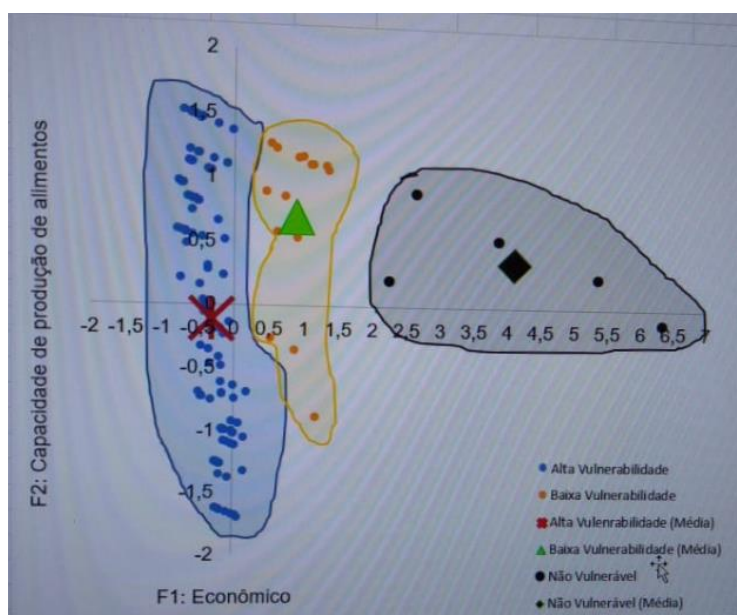 F2: Capacidade de produção de alimentos
2
1,5
1
0,5
0
-2 -1,5 -1 -0,5 0 0,5 1 1,5 2 2,5 3 3,5 4 4,5 5 5,5 6 6,5 7
-0,5
-1
-1,5
-2
F1: Econômico
Alta Vulnerabilidade
Baixa Vulnerabilidade
Alta Vulenrabilidade (Média)
Baixa Vulnerabilidade (Média)
Não Vulnerável
Não Vulnerável (Média)